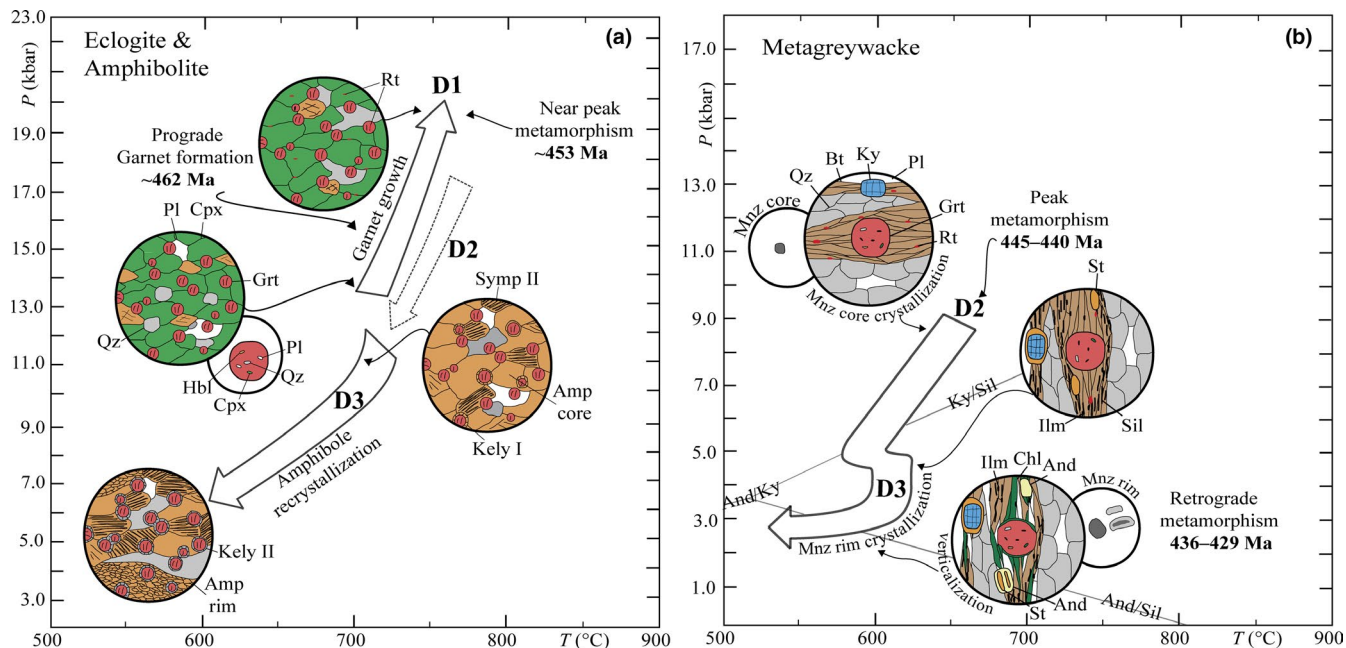 (a)
Eclogite &
Amphibolite
P (kbar)
23.0
19.0
17.0
15.0
13.0
11.0
9.0
7.0
5.0
3.0
Rt
D1
Near peak
metamorphism
~453 Ma
Prograde
Garnet formation
~462 Ma
Garnet growth
D2
Pl
Cpx
Grt
Qz
Pl
Hbl
Qz
Cpx
Symp II
Amp
core
Kely I
D3
Amphibole
recrystallization
Kely II
Amp
rim
500
600
700
800
T (°C)
900
(b)
Metagreywacke
P (kbar)
17.0
13.0
11.0
9.0
7.0
5.0
3.0
1.0
Bt
Ky
Pl
Qz
Grt
Rt
Mnz core
Mnz core crystallization
Peak
metamorphism
445–440 Ma
D2
St
Ky/Sil
Ilm
Sil
And/Ky
D3
Mnz rim crystallization
verticalization
Ilm
Chl
And
Mnz rim
Retrograde
metamorphism
436–429 Ma
St
And
And/Sil
500
600
700
800
T (°C)
900